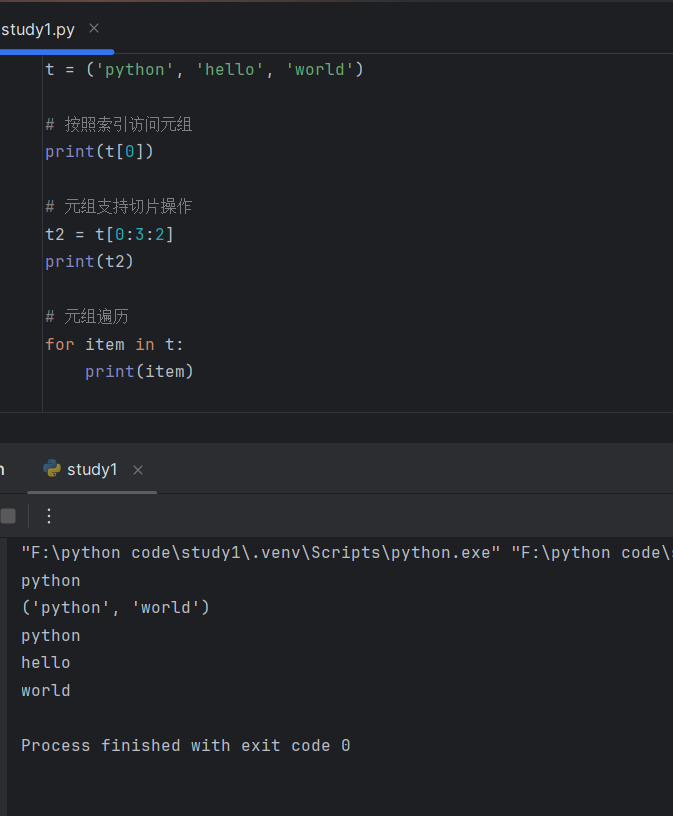 study1.py
t = ('python', 'hello', 'world')
# 按照索引访问元组
print(t[0])
# 元组支持切片操作
t2 = t[0:3:2]
print(t2)
# 元组遍历
for item in t:
    print(item)
study1
"F:\python code\study1\.venv\Scripts\python.exe" "F:\python code\
python
('python', 'world')
python
hello
world
Process finished with exit code 0